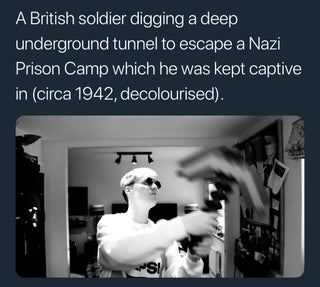 A British soldier digging a deep
underground tunnel to escape a Nazi
Prison Camp which he was kept captive
in (circa 1942, decolourised).